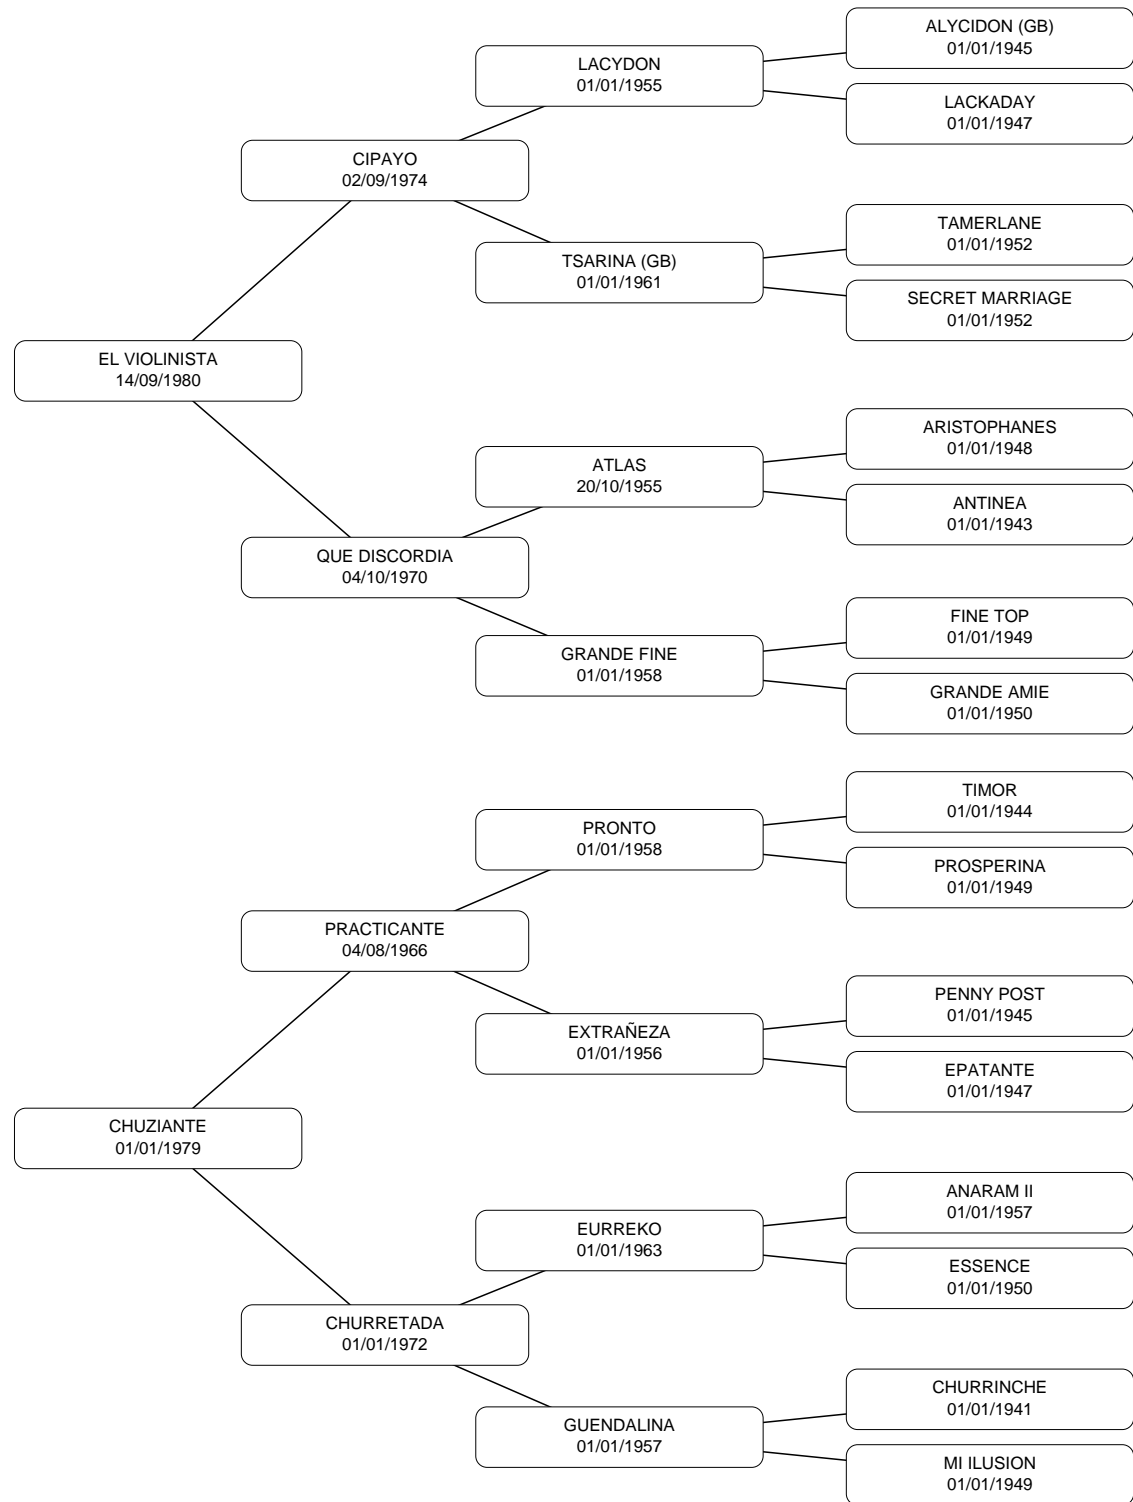 ALYCIDON (GB)
01/01/1945
LACYDON
01/01/1955
LACKADAY
01/01/1947
CIPAYO
02/09/1974
TAMERLANE
01/01/1952
TSARINA (GB)
01/01/1961
SECRET MARRIAGE
01/01/1952
EL VIOLINISTA
14/09/1980
ARISTOPHANES
01/01/1948
ATLAS
20/10/1955
ANTINEA
01/01/1943
QUE DISCORDIA
04/10/1970
FINE TOP
01/01/1949
GRANDE FINE
01/01/1958
GRANDE AMIE
01/01/1950
TIMOR
01/01/1944
PRONTO
01/01/1958
PROSPERINA
01/01/1949
PRACTICANTE
04/08/1966
PENNY POST
01/01/1945
EXTRAÑEZA
01/01/1956
EPATANTE
01/01/1947
CHUZIANTE
01/01/1979
ANARAM II
01/01/1957
EURREKO
01/01/1963
ESSENCE
01/01/1950
CHURRETADA
01/01/1972
CHURRINCHE
01/01/1941
GUENDALINA
01/01/1957
MI ILUSION
01/01/1949